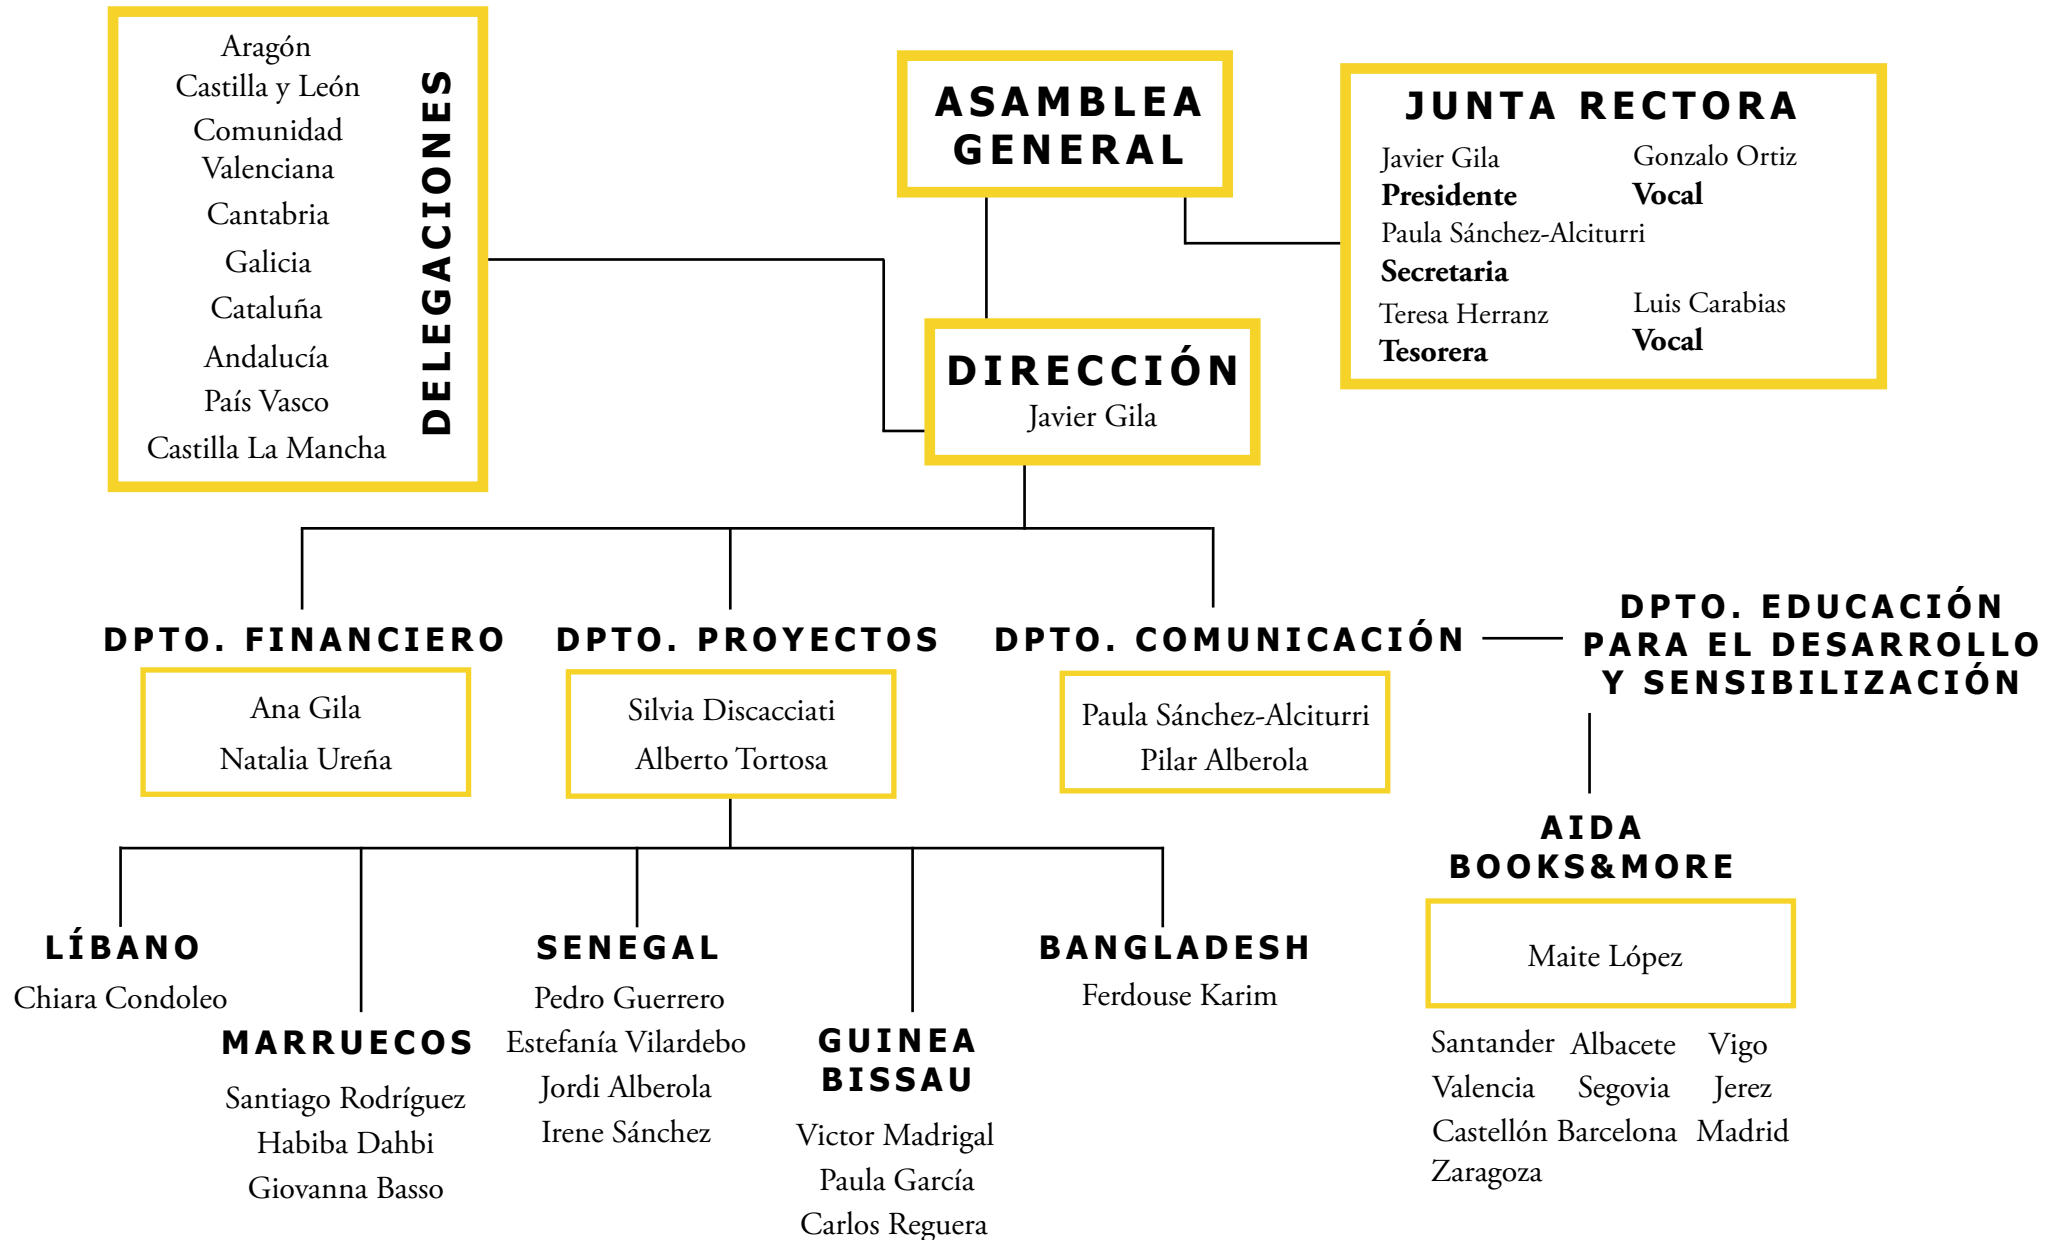 Aragón
Castilla y León
Comunidad
Valenciana
Cantabria
Galicia
Cataluña
Andalucía
País Vasco
Castilla La Mancha
DELEGACIONES
ASAMBLEA
GENERAL
JUNTA RECTORA
Javier Gila
Presidente
Paula Sánchez-Alciturri
Secretaria
Teresa Herranz
Tesorera
Gonzalo Ortiz
Vocal
Luis Carabias
Vocal
DIRECCIÓN
Javier Gila
DPTO. FINANCIERO
Ana Gila
Natalia Ureña
DPTO. PROYECTOS
Silvia Discacciati
Alberto Tortosa
DPTO. COMUNICACIÓN
Paula Sánchez-Alciturri
Pilar Alberola
DPTO. EDUCACIÓN
PARA EL DESARROLLO
Y SENSIBILIZACIÓN
LÍBANO
Chiara Condoleo
MARRUECOS
Santiago Rodríguez
Habiba Dahbi
Giovanna Basso
SENEGAL
Pedro Guerrero
Estefanía Vilardebo
Jordi Alberola
Irene Sánchez
GUINEA
BISSAU
Victor Madrigal
Paula García
Carlos Reguera
BANGLADESH
Ferdouse Karim
AIDA
BOOKS&MORE
Maite López
Santander Albacete Vigo
Valencia Segovia Jerez
Castellón Barcelona Madrid
Zaragoza